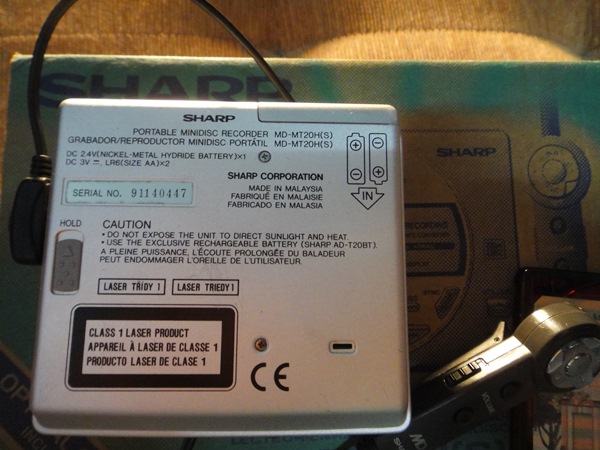 SHARP
SHARP
PORTABLE MINIDISC RECORDER MD-MT20H(S)
GRABADOR/REPRODUCTOR MINIDISC PORTÁTIL MD-MT20H(S)
DC 2.4V(NICKEL-METAL HYDRIDE BATTERY)×1
DC 3V ⎓, LR6(SIZE AA)×2
SHARP
SHARP CORPORATION
MADE IN MALAYSIA
FABRIQUÉ EN MALAISIE
FABRICADO EN MALASIA
IN
SERIAL NO. 91140447
HOLD
CAUTION
• DO NOT EXPOSE THE UNIT TO DIRECT SUNLIGHT AND HEAT.
• USE THE EXCLUSIVE RECHARGEABLE BATTERY (SHARP AD-T20BT).
A PLEINE PUISSANCE, L'ÉCOUTE PROLONGÉE DU BALADEUR
PEUT ENDOMMAGER L'OREILLE DE L'UTILISATEUR.
LASER TŘÍDY 1 LASER TRIEDY 1
CLASS 1 LASER PRODUCT
APPAREIL À LASER DE CLASSE 1
PRODUCTO LASER DE CLASE 1
CE